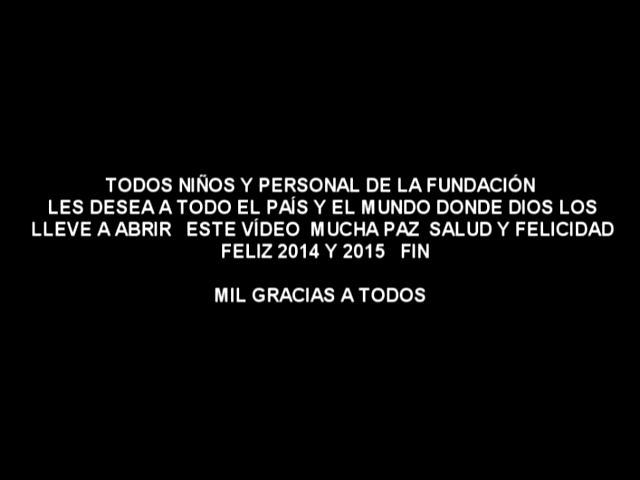 TODOS NIÑOS Y PERSONAL DE LA FUNDACIÓN
LES DESEA A TODO EL PAÍS Y EL MUNDO DONDE DIOS LOS
LLEVE A ABRIR ESTE VÍDEO MUCHA PAZ SALUD Y FELICIDAD
FELIZ 2014 Y 2015 FIN
MIL GRACIAS A TODOS